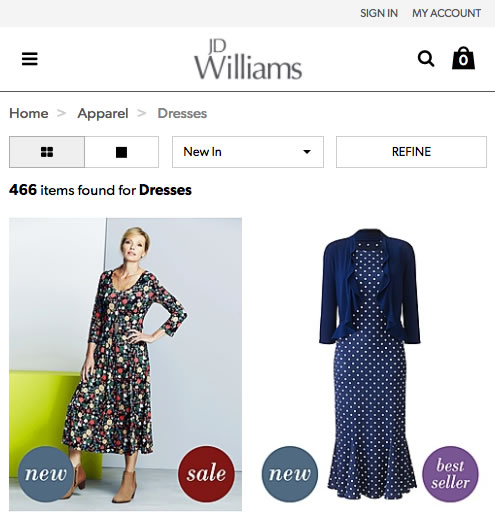 SIGN IN MY ACCOUNT
JD
Williams
0
Home > Apparel > Dresses
New In
REFINE
466 items found for Dresses
new
sale
new
best
seller